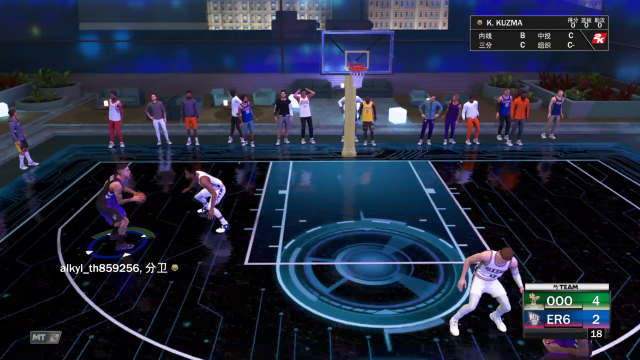 K. KUZMA
得分 篮板 助攻
0 0 0
内线 B 中投 C
三分 C 组织 C-
2K
alkyl_th859256, 分卫
TEAM
OOO 4
ER6 2
18
MT